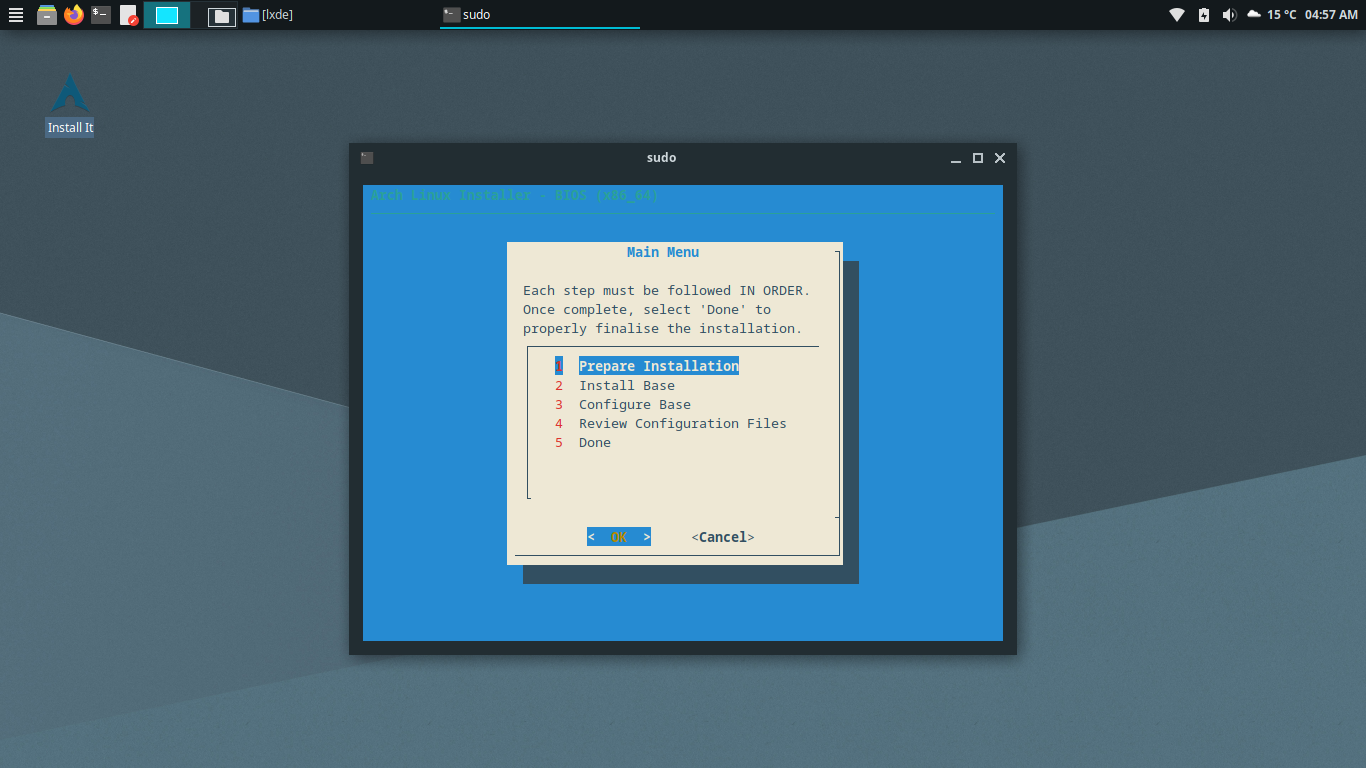 [lxde]
sudo
15 °C
04:57 AM
Install It
sudo
Arch Linux Installer - BIOS (x86_64)
Main Menu
Each step must be followed IN ORDER.
Once complete, select 'Done' to
properly finalise the installation.
1 Prepare Installation
2 Install Base
3 Configure Base
4 Review Configuration Files
5 Done
< OK > <Cancel>